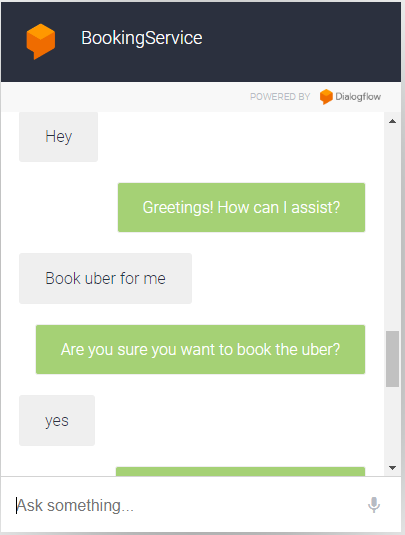 BookingService
POWERED BY Dialogflow
Hey
Greetings! How can I assist?
Book uber for me
Are you sure you want to book the uber?
yes
Ask something...